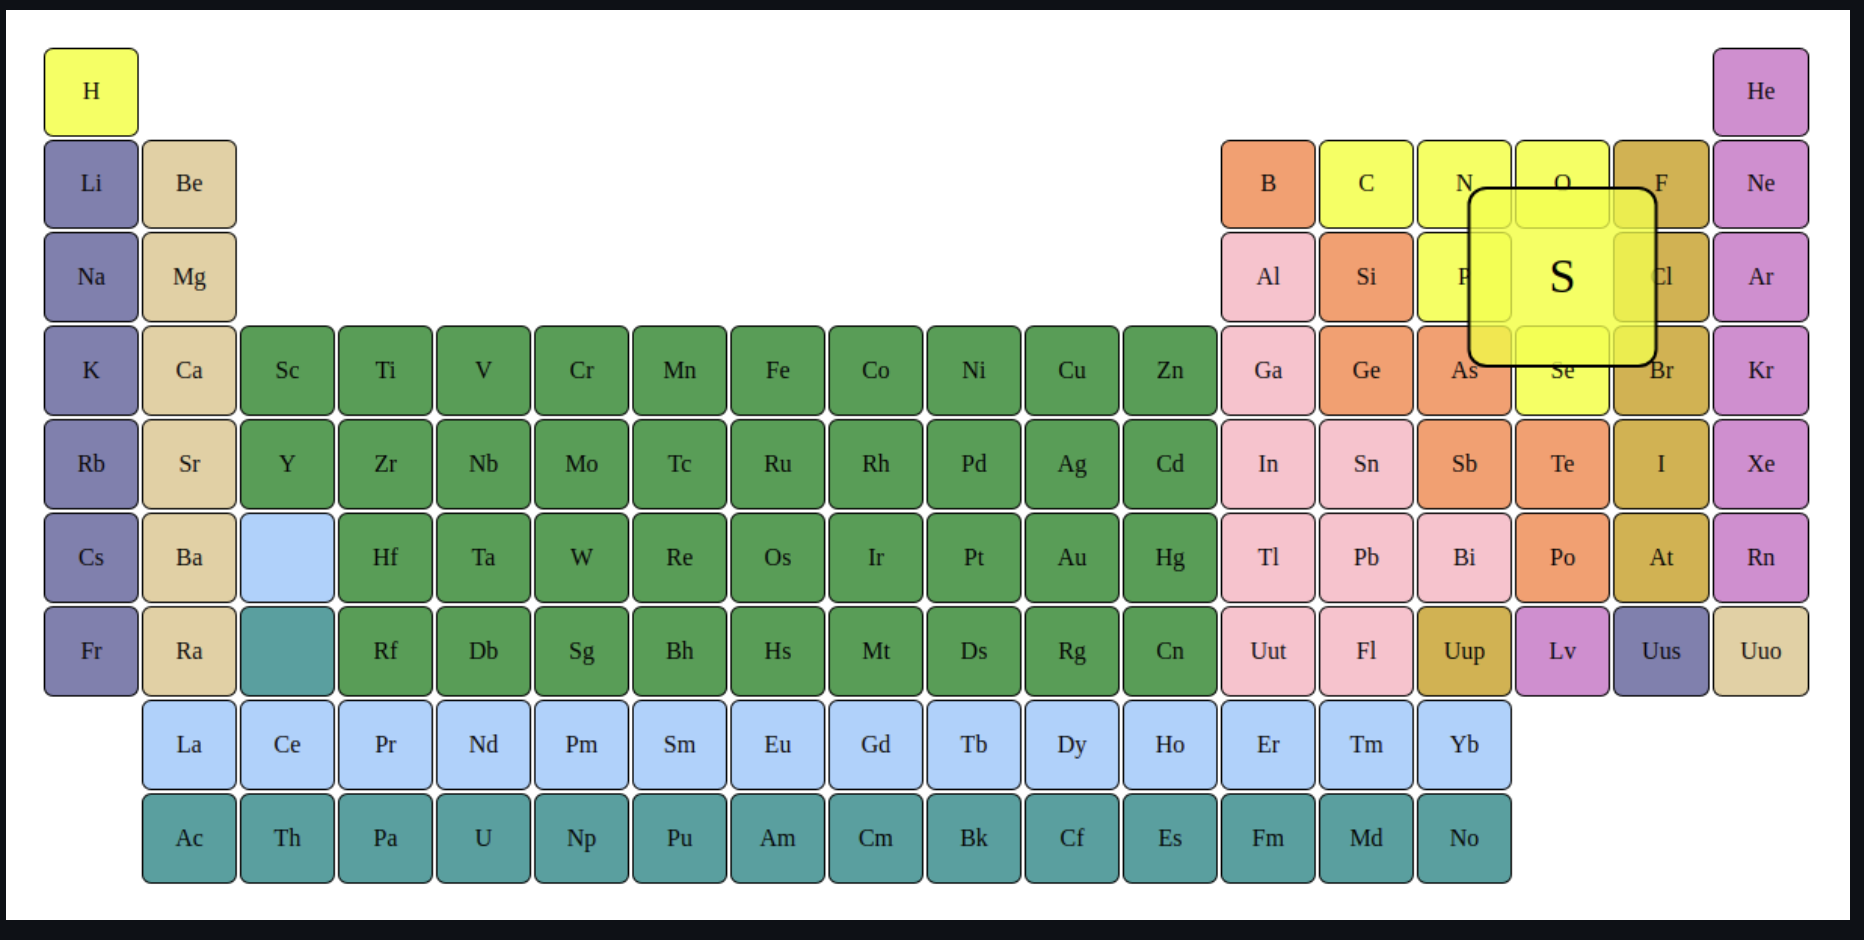 H He
Li Be B C N O F Ne
Na Mg Al Si P S Cl Ar
K Ca Sc Ti V Cr Mn Fe Co Ni Cu Zn Ga Ge As Se Br Kr
Rb Sr Y Zr Nb Mo Tc Ru Rh Pd Ag Cd In Sn Sb Te I Xe
Cs Ba Hf Ta W Re Os Ir Pt Au Hg Tl Pb Bi Po At Rn
Fr Ra Rf Db Sg Bh Hs Mt Ds Rg Cn Uut Fl Uup Lv Uus Uuo
La Ce Pr Nd Pm Sm Eu Gd Tb Dy Ho Er Tm Yb
Ac Th Pa U Np Pu Am Cm Bk Cf Es Fm Md No